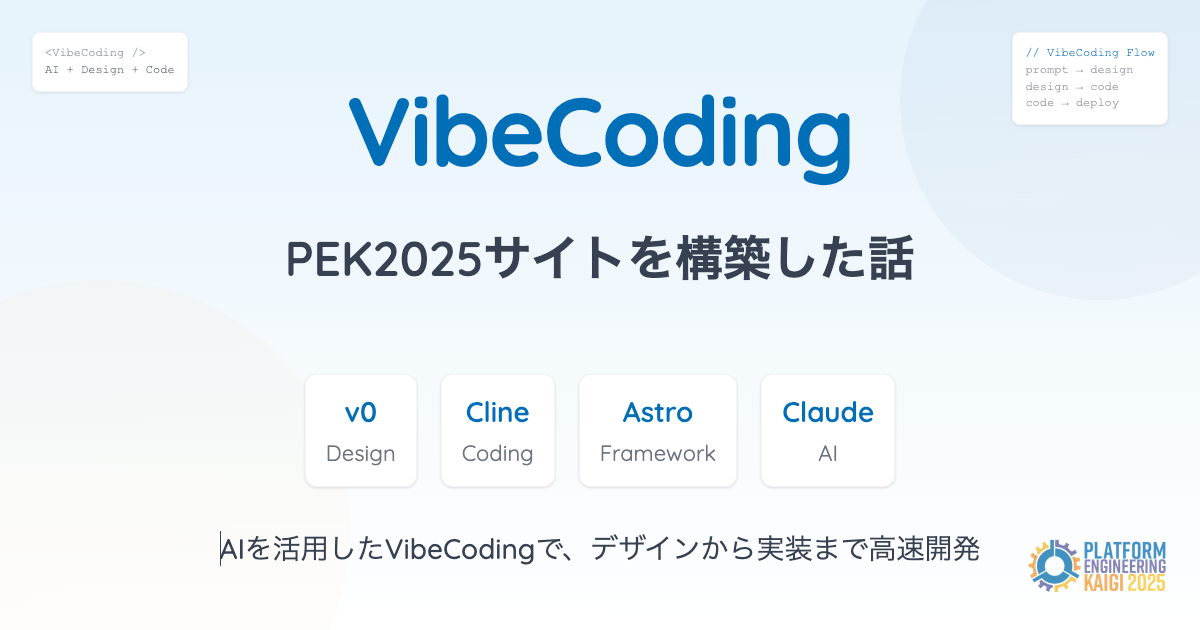 <VibeCoding />
AI + Design + Code
// VibeCoding Flow
prompt → design
design → code
code → deploy
VibeCoding
PEK2025サイトを構築した話
v0
Design
Cline
Coding
Astro
Framework
Claude
AI
AIを活用したVibeCodingで、デザインから実装まで高速開発
PLATFORM
ENGINEERING
KAIGI 2025